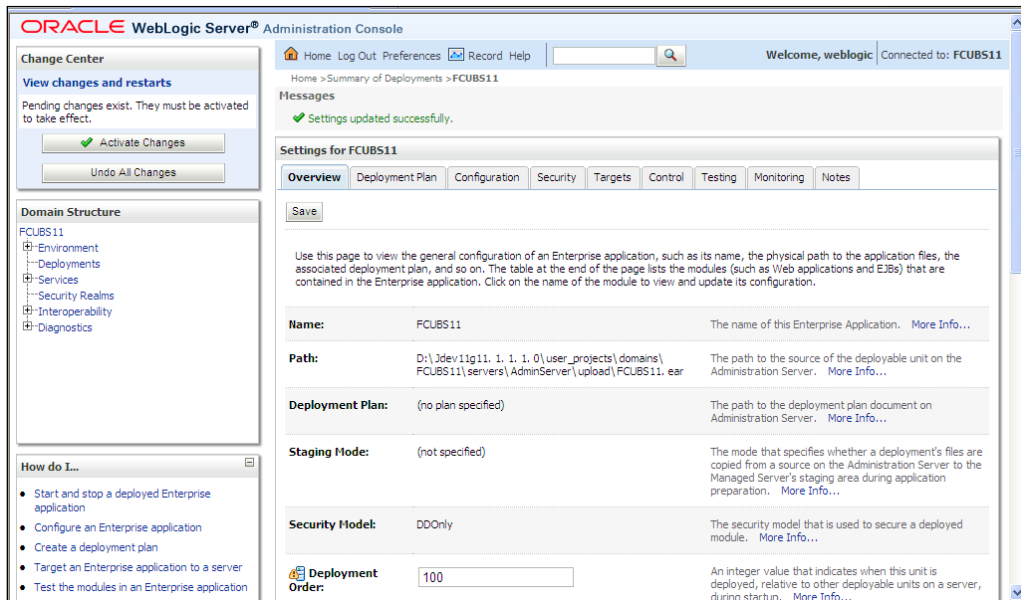 ORACLE WebLogic Server® Administration Console
Change Center
View changes and restarts
Pending changes exist. They must be activated
to take effect.
Activate Changes
Undo All Changes
Domain Structure
FCUBS11
Environment
Deployments
Services
Security Realms
Interoperability
Diagnostics
How do I...
Start and stop a deployed Enterprise
application
Configure an Enterprise application
Create a deployment plan
Target an Enterprise application to a server
Test the modules in an Enterprise application
Home Log Out Preferences Record Help
Welcome, weblogic Connected to: FCUBS11
Home >Summary of Deployments >FCUBS11
Messages
Settings updated successfully.
Settings for FCUBS11
Overview Deployment Plan Configuration Security Targets Control Testing Monitoring Notes
Save
Use this page to view the general configuration of an Enterprise application, such as its name, the physical path to the application files, the
associated deployment plan, and so on. The table at the end of the page lists the modules (such as Web applications and EJBs) that are
contained in the Enterprise application. Click on the name of the module to view and update its configuration.
Name: FCUBS11 The name of this Enterprise Application. More Info...
Path: D:\Jdev11g11. 1. 1. 1. 0\user_projects\domains\ The path to the source of the deployable unit on the
FCUBS11\servers\AdminServer\upload\FCUBS11. ear Administration Server. More Info...
Deployment Plan: (no plan specified) The path to the deployment plan document on
Administration Server. More Info...
Staging Mode: (not specified) The mode that specifies whether a deployment's files are
copied from a source on the Administration Server to the
Managed Server's staging area during application
preparation. More Info...
Security Model: DDOnly The security model that is used to secure a deployed
module. More Info...
Deployment 100 An integer value that indicates when this unit is
Order: deployed, relative to other deployable units on a server,
during startup. More Info...